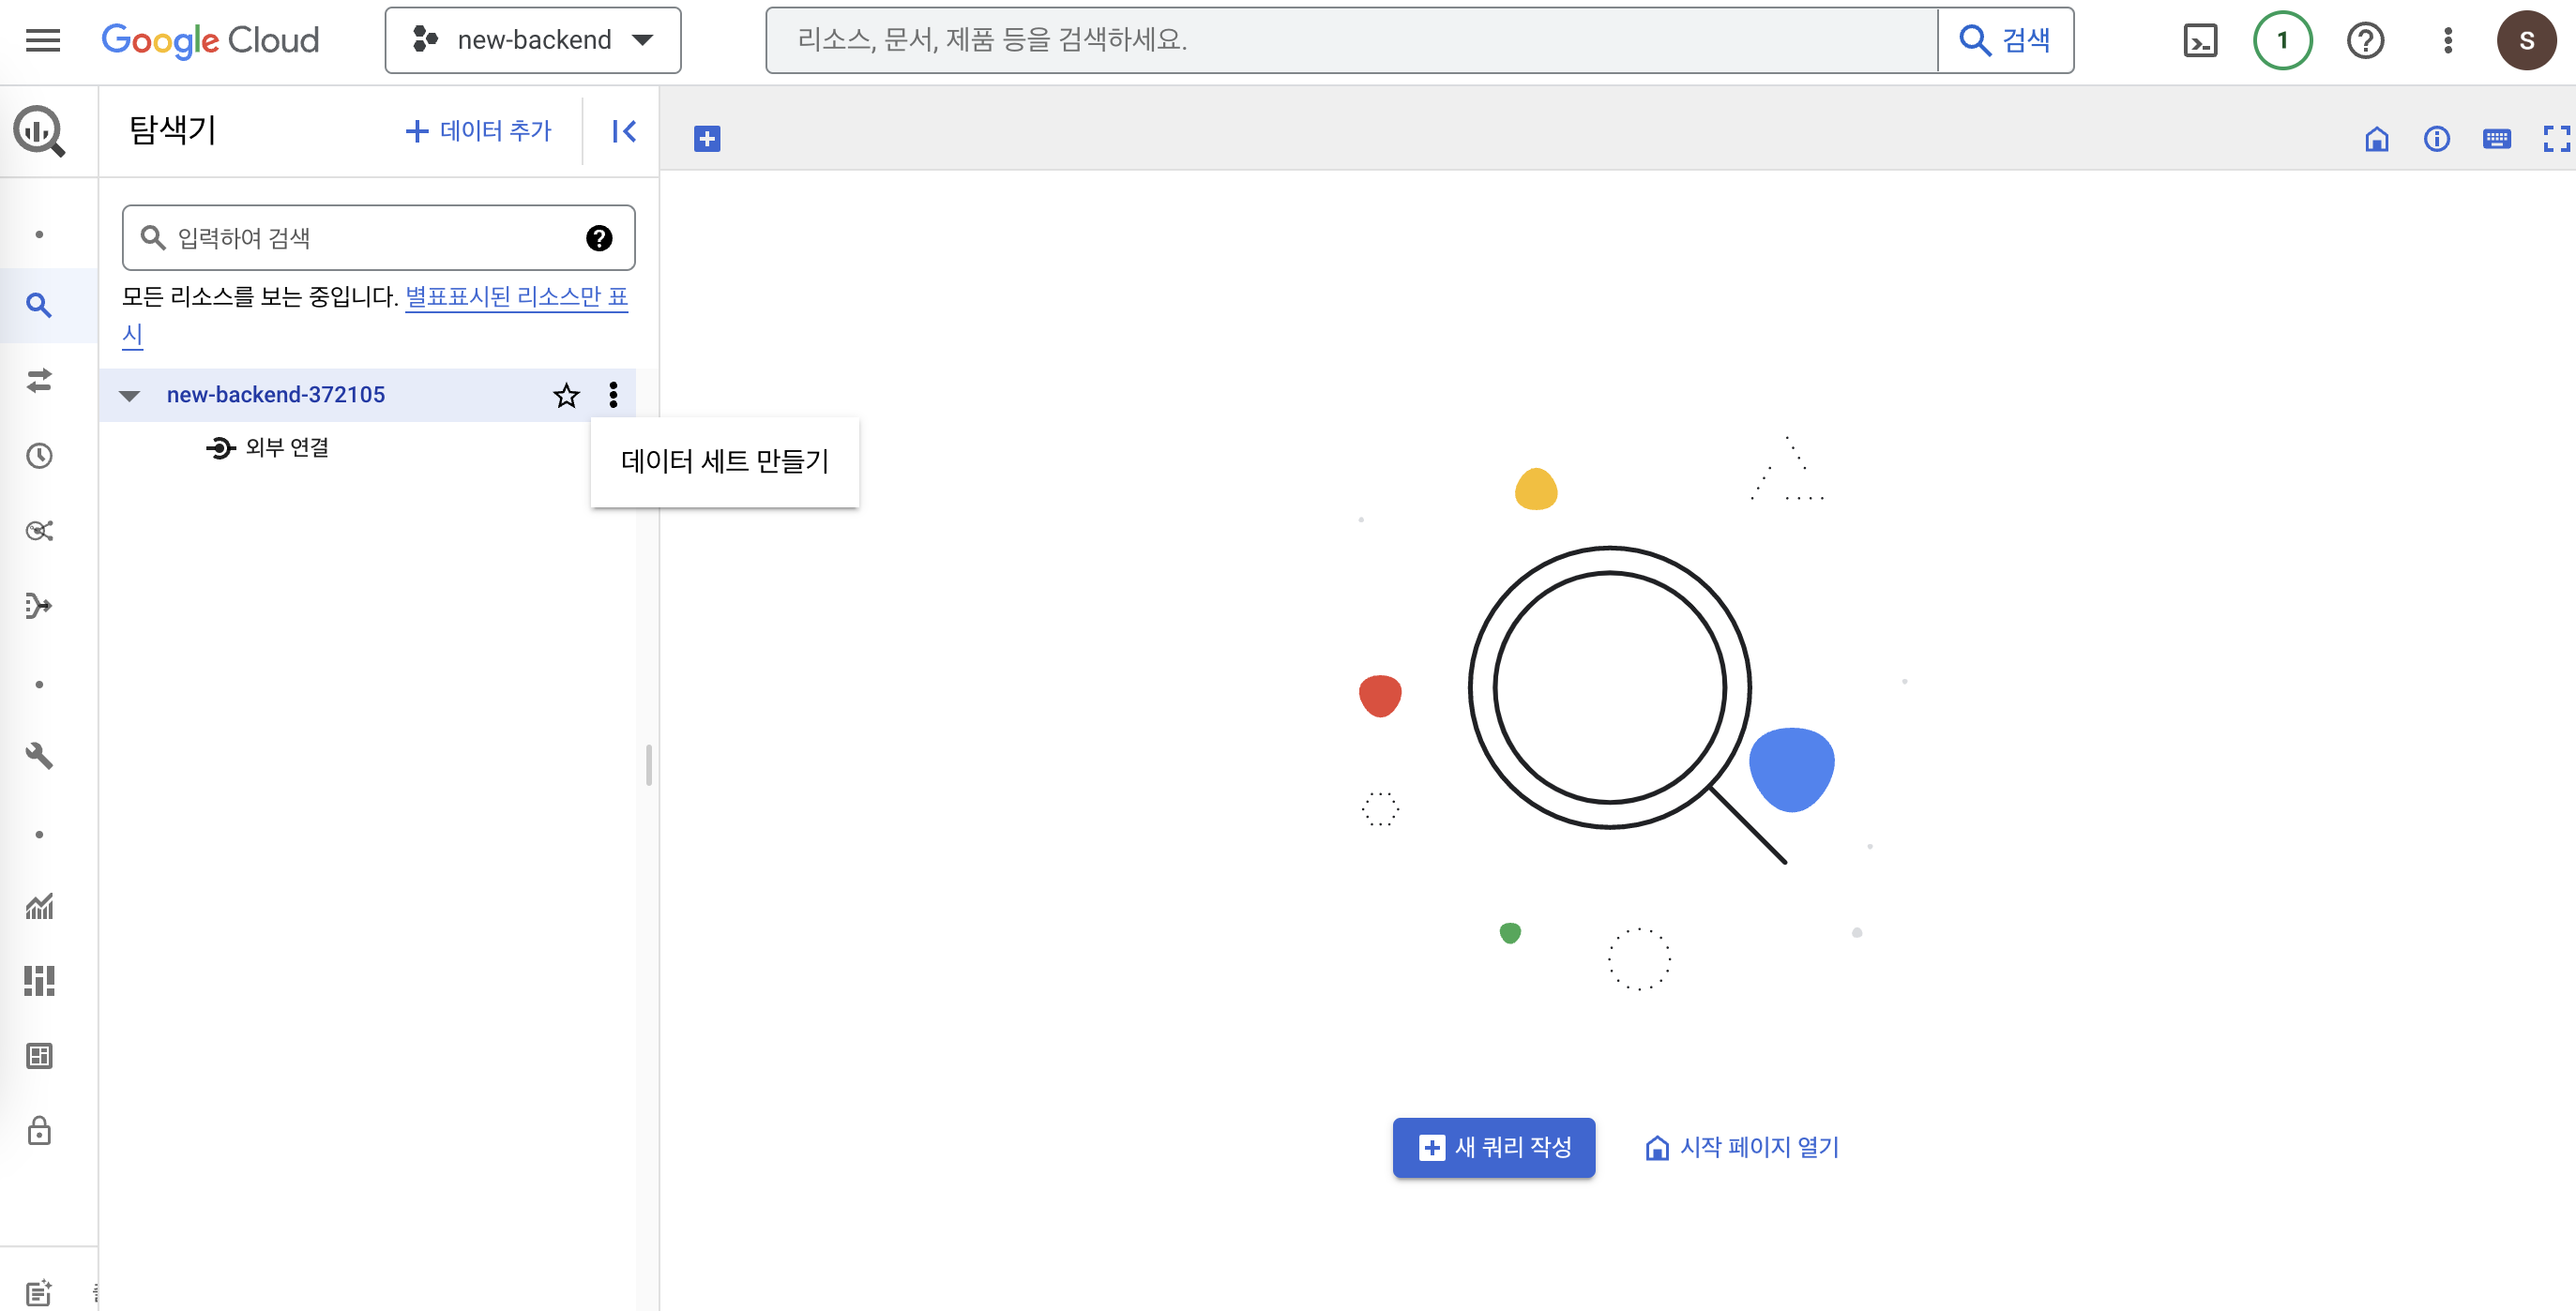 Google Cloud
new-backend
리소스, 문서, 제품 등을 검색하세요.
검색
1
S
탐색기
데이터 추가
입력하여 검색
모든 리소스를 보는 중입니다. 별표표시된 리소스만 표
시
new-backend-372105
외부 연결
데이터 세트 만들기
새 쿼리 작성
시작 페이지 열기